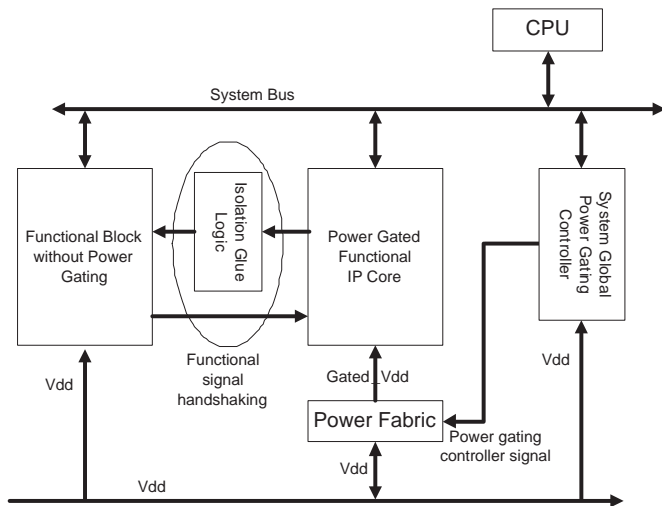 CPU
System Bus
Functional Block
without Power
Gating
Isolation Glue
Logic
Power Gated
Functional
IP Core
System Global
Power Gating
Controller
Functional
signal
handshaking
Vdd
Gated_Vdd
Vdd
Power Fabric
Power gating
controller signal
Vdd
Vdd